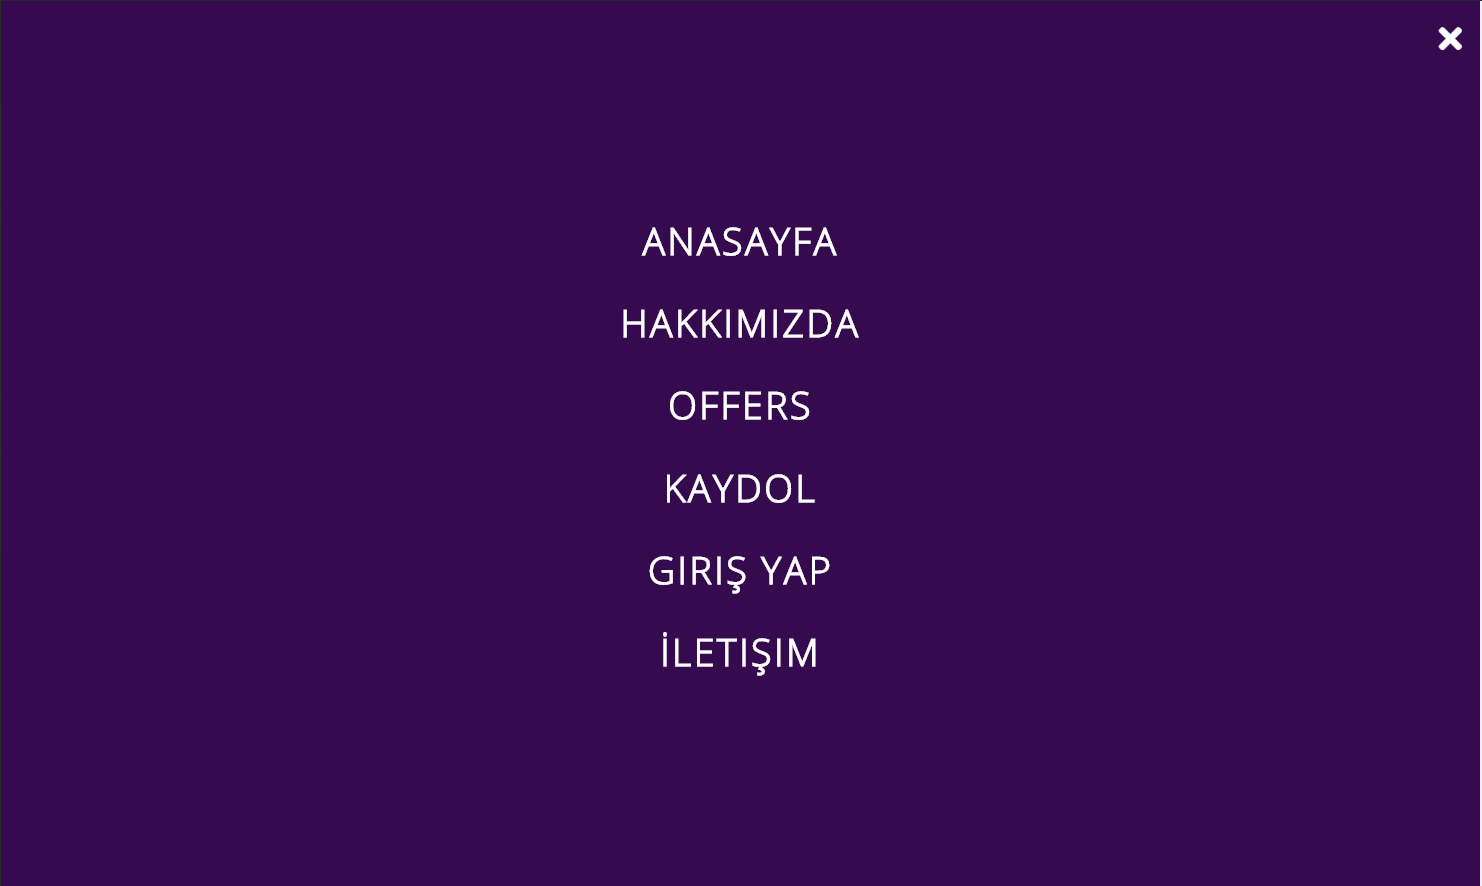 ANASAYFA
HAKKIMIZDA
OFFERS
KAYDOL
GIRIŞ YAP
İLETIŞIM